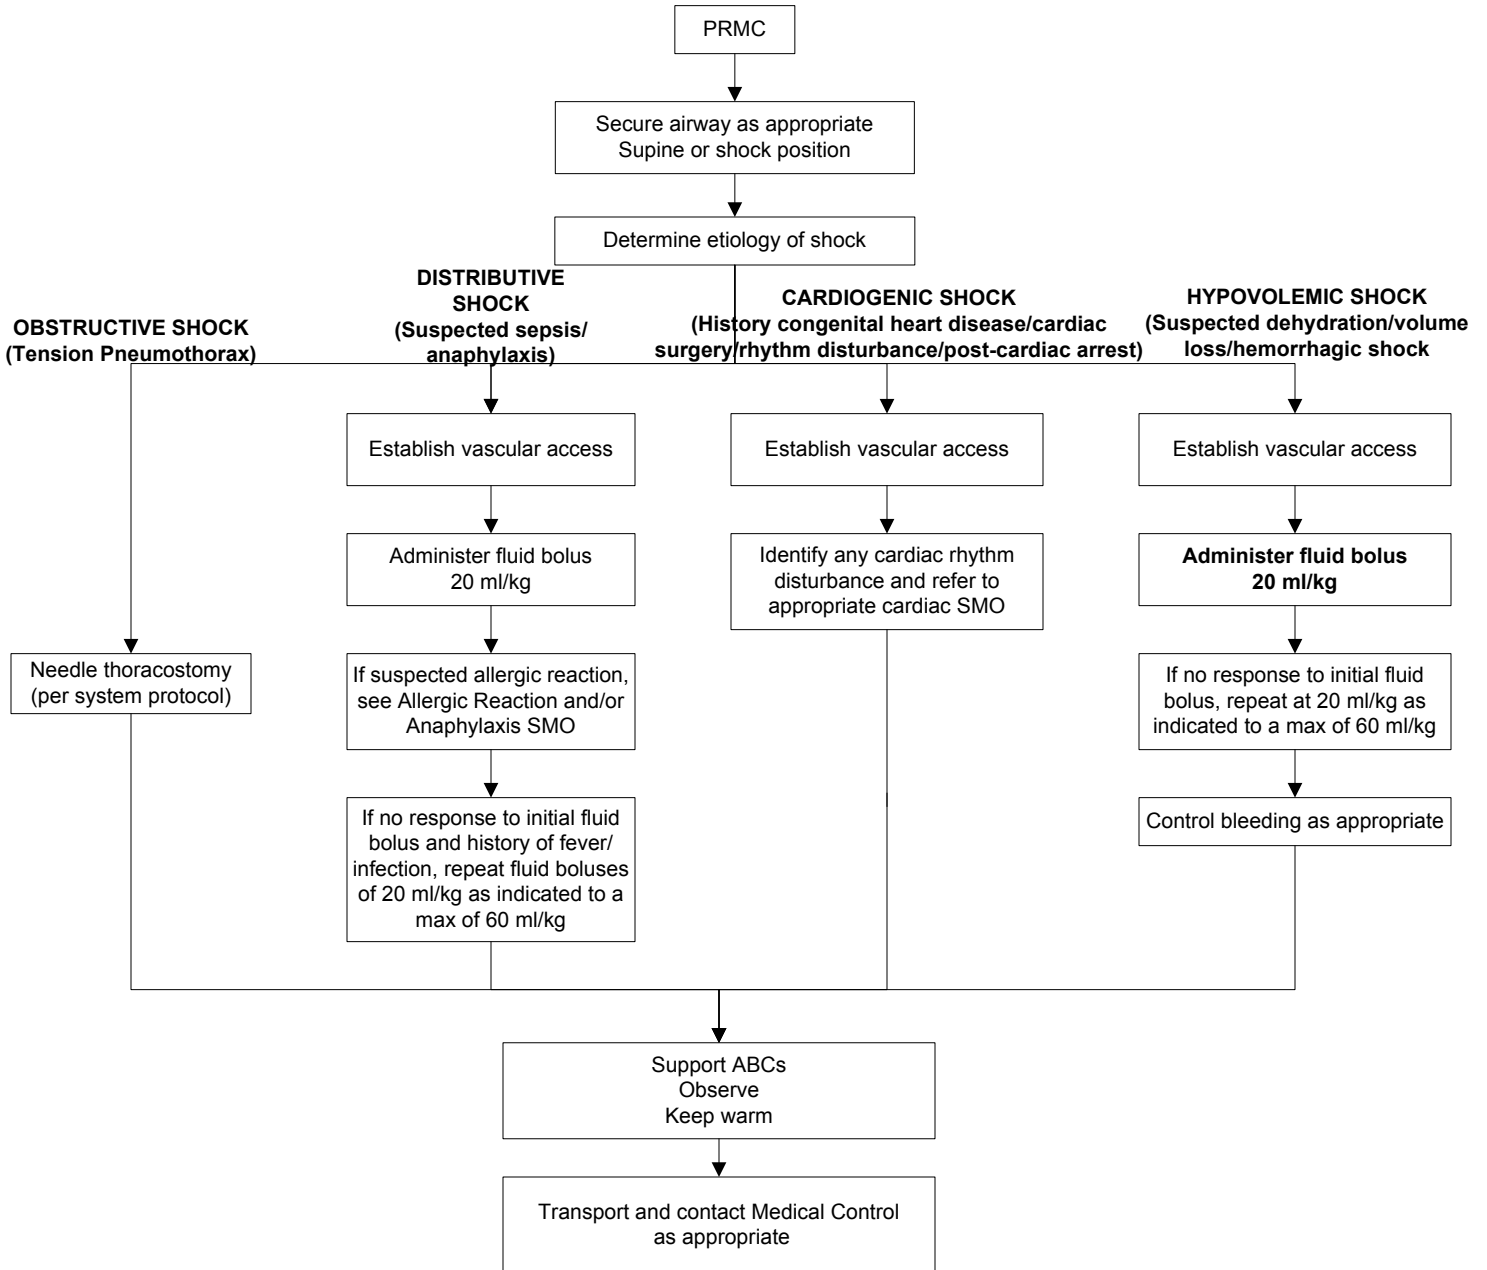 PRMC
Secure airway as appropriate
Supine or shock position
Determine etiology of shock
OBSTRUCTIVE SHOCK
(Tension Pneumothorax)
DISTRIBUTIVE
SHOCK
(Suspected sepsis/
anaphylaxis)
CARDIOGENIC SHOCK
(History congenital heart disease/cardiac
surgery/rhythm disturbance/post-cardiac arrest)
HYPOVOLEMIC SHOCK
(Suspected dehydration/volume
loss/hemorrhagic shock
Needle thoracostomy
(per system protocol)
Establish vascular access
Administer fluid bolus
20 ml/kg
If suspected allergic reaction,
see Allergic Reaction and/or
Anaphylaxis SMO
If no response to initial fluid
bolus and history of fever/
infection, repeat fluid boluses
of 20 ml/kg as indicated to a
max of 60 ml/kg
Establish vascular access
Identify any cardiac rhythm
disturbance and refer to
appropriate cardiac SMO
Establish vascular access
Administer fluid bolus
20 ml/kg
If no response to initial fluid
bolus, repeat at 20 ml/kg as
indicated to a max of 60 ml/kg
Control bleeding as appropriate
Support ABCs
Observe
Keep warm
Transport and contact Medical Control
as appropriate